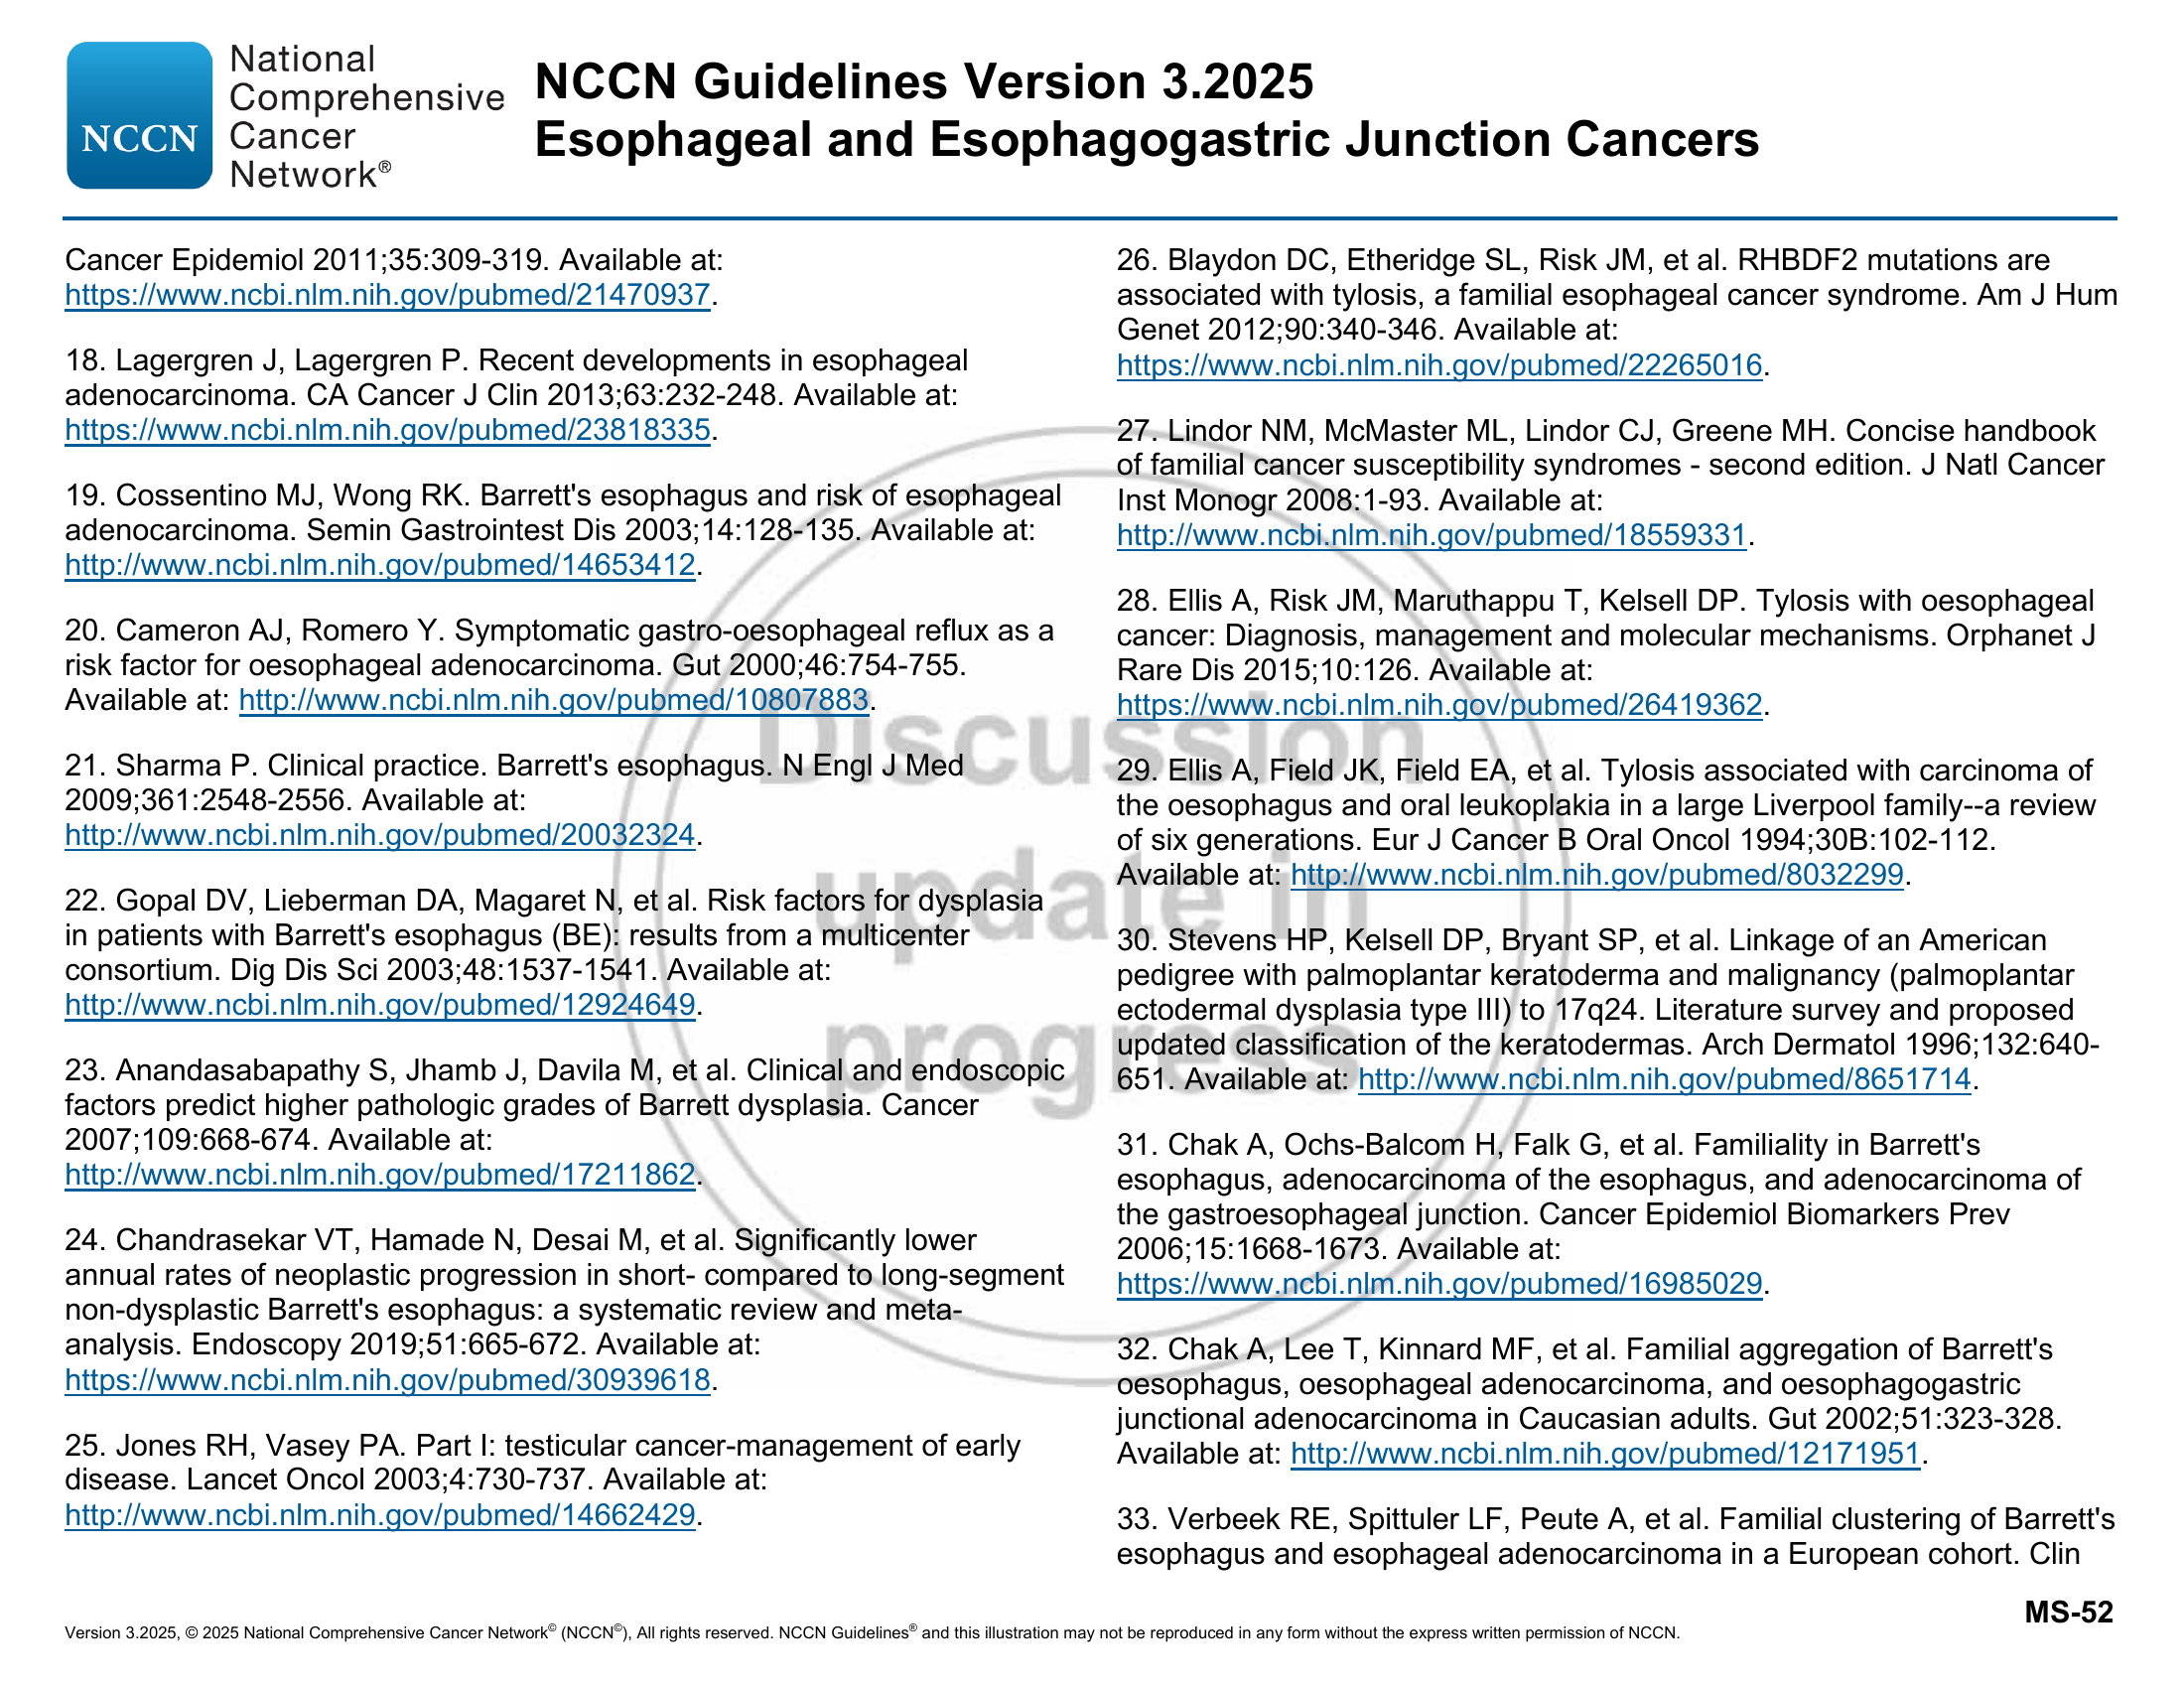 NCCN
National
Comprehensive
Cancer
Network®
NCCN Guidelines Version 3.2025
Esophageal and Esophagogastric Junction Cancers
Cancer Epidemiol 2011;35:309-319. Available at:
https://www.ncbi.nlm.nih.gov/pubmed/21470937.
18. Lagergren J, Lagergren P. Recent developments in esophageal
adenocarcinoma. CA Cancer J Clin 2013;63:232-248. Available at:
https://www.ncbi.nlm.nih.gov/pubmed/23818335.
19. Cossentino MJ, Wong RK. Barrett's esophagus and risk of esophageal
adenocarcinoma. Semin Gastrointest Dis 2003;14:128-135. Available at:
http://www.ncbi.nlm.nih.gov/pubmed/14653412.
20. Cameron AJ, Romero Y. Symptomatic gastro-oesophageal reflux as a
risk factor for oesophageal adenocarcinoma. Gut 2000;46:754-755.
Available at: http://www.ncbi.nlm.nih.gov/pubmed/10807883.
21. Sharma P. Clinical practice. Barrett's esophagus. N Engl J Med
2009;361:2548-2556. Available at:
http://www.ncbi.nlm.nih.gov/pubmed/20032324.
22. Gopal DV, Lieberman DA, Magaret N, et al. Risk factors for dysplasia
in patients with Barrett's esophagus (BE): results from a multicenter
consortium. Dig Dis Sci 2003;48:1537-1541. Available at:
http://www.ncbi.nlm.nih.gov/pubmed/12924649.
23. Anandasabapathy S, Jhamb J, Davila M, et al. Clinical and endoscopic
factors predict higher pathologic grades of Barrett dysplasia. Cancer
2007;109:668-674. Available at:
http://www.ncbi.nlm.nih.gov/pubmed/17211862.
24. Chandrasekar VT, Hamade N, Desai M, et al. Significantly lower
annual rates of neoplastic progression in short- compared to long-segment
non-dysplastic Barrett's esophagus: a systematic review and meta-
analysis. Endoscopy 2019;51:665-672. Available at:
https://www.ncbi.nlm.nih.gov/pubmed/30939618.
25. Jones RH, Vasey PA. Part I: testicular cancer-management of early
disease. Lancet Oncol 2003;4:730-737. Available at:
http://www.ncbi.nlm.nih.gov/pubmed/14662429.
26. Blaydon DC, Etheridge SL, Risk JM, et al. RHBDF2 mutations are
associated with tylosis, a familial esophageal cancer syndrome. Am J Hum
Genet 2012;90:340-346. Available at:
https://www.ncbi.nlm.nih.gov/pubmed/22265016.
27. Lindor NM, McMaster ML, Lindor CJ, Greene MH. Concise handbook
of familial cancer susceptibility syndromes - second edition. J Natl Cancer
Inst Monogr 2008:1-93. Available at:
http://www.ncbi.nlm.nih.gov/pubmed/18559331.
28. Ellis A, Risk JM, Maruthappu T, Kelsell DP. Tylosis with oesophageal
cancer: Diagnosis, management and molecular mechanisms. Orphanet J
Rare Dis 2015;10:126. Available at:
https://www.ncbi.nlm.nih.gov/pubmed/26419362.
29. Ellis A, Field JK, Field EA, et al. Tylosis associated with carcinoma of
the oesophagus and oral leukoplakia in a large Liverpool family--a review
of six generations. Eur J Cancer B Oral Oncol 1994;30B:102-112.
Available at: http://www.ncbi.nlm.nih.gov/pubmed/8032299.
30. Stevens HP, Kelsell DP, Bryant SP, et al. Linkage of an American
pedigree with palmoplantar keratoderma and malignancy (palmoplantar
ectodermal dysplasia type III) to 17q24. Literature survey and proposed
updated classification of the keratodermas. Arch Dermatol 1996;132:640-
651. Available at: http://www.ncbi.nlm.nih.gov/pubmed/8651714.
31. Chak A, Ochs-Balcom H, Falk G, et al. Familiality in Barrett's
esophagus, adenocarcinoma of the esophagus, and adenocarcinoma of
the gastroesophageal junction. Cancer Epidemiol Biomarkers Prev
2006;15:1668-1673. Available at:
https://www.ncbi.nlm.nih.gov/pubmed/16985029.
32. Chak A, Lee T, Kinnard MF, et al. Familial aggregation of Barrett's
oesophagus, oesophageal adenocarcinoma, and oesophagogastric
junctional adenocarcinoma in Caucasian adults. Gut 2002;51:323-328.
Available at: http://www.ncbi.nlm.nih.gov/pubmed/12171951.
33. Verbeek RE, Spittuler LF, Peute A, et al. Familial clustering of Barrett's
esophagus and esophageal adenocarcinoma in a European cohort. Clin
Discussion
update in
progress
MS-52
Version 3.2025, © 2025 National Comprehensive Cancer Network© (NCCN©), All rights reserved. NCCN Guidelines® and this illustration may not be reproduced in any form without the express written permission of NCCN.